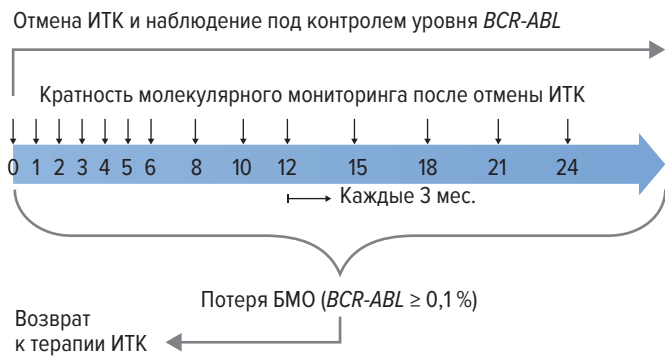 Отмена ИТК и наблюдение под контролем уровня BCR-ABL
Кратность молекулярного мониторинга после отмены ИТК
0 1 2 3 4 5 6 8 10 12 15 18 21 24
Каждые 3 мес.
Потеря БМО (BCR-ABL ≥ 0,1 %)
Возврат
к терапии ИТК